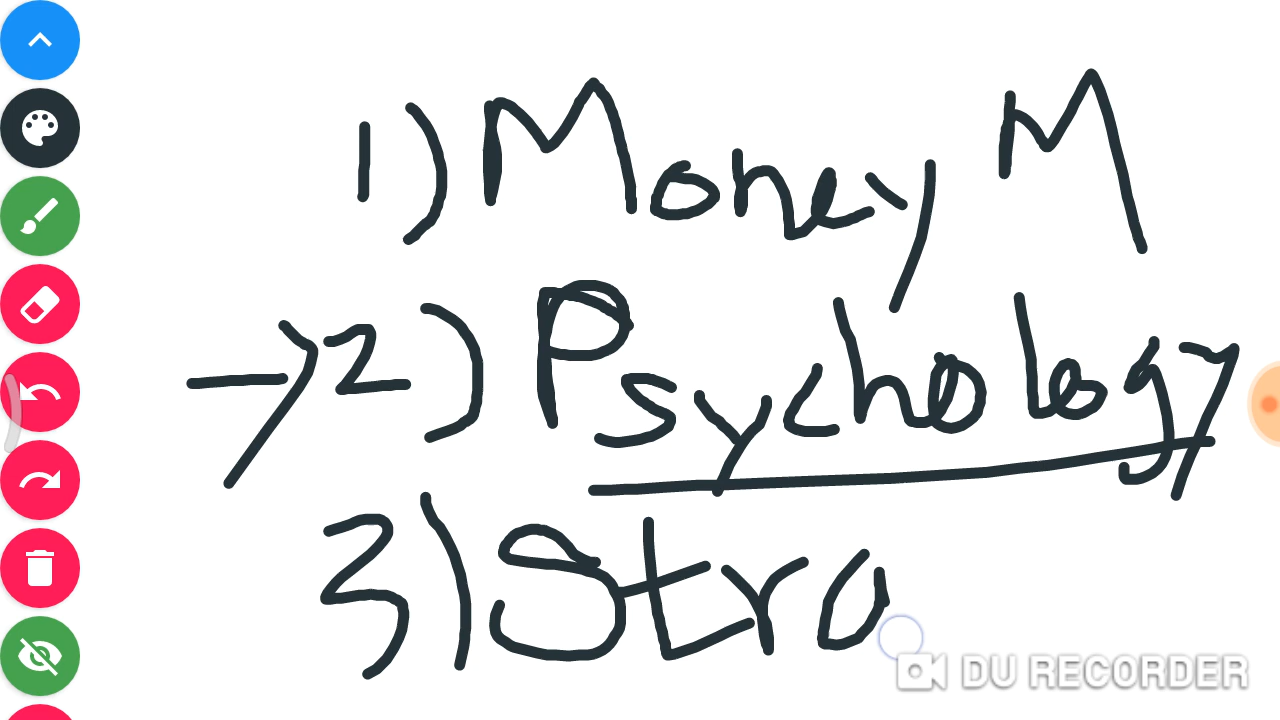 1) Money M
→ 2) Psychology
3) Stra
DU RECORDER